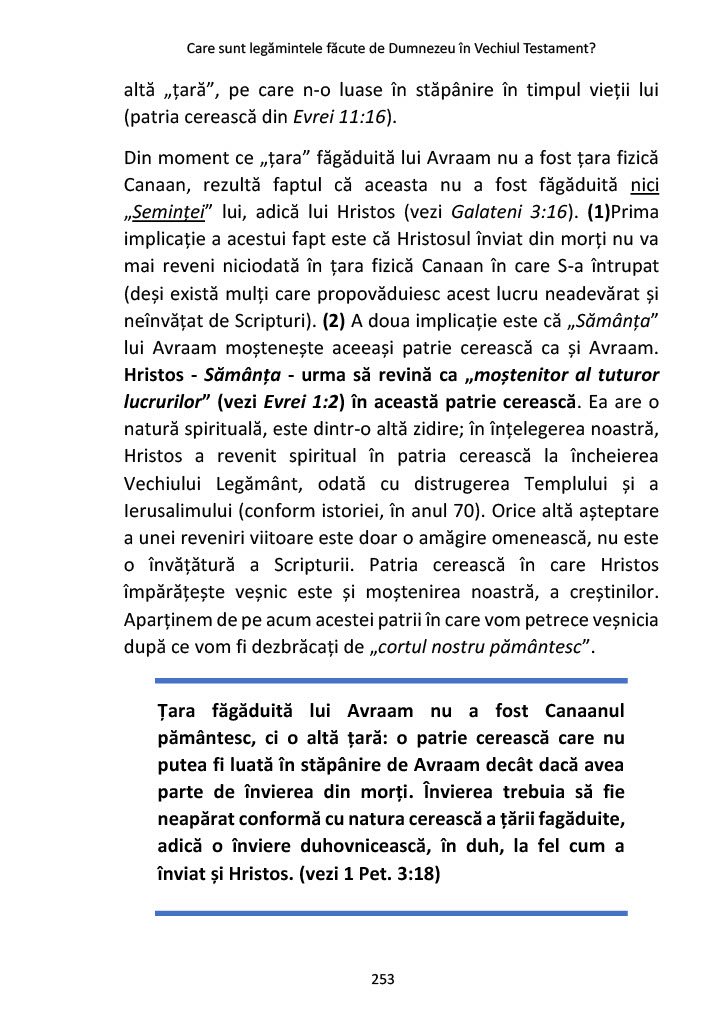 Care sunt legămintele făcute de Dumnezeu în Vechiul Testament?
altă „țară”, pe care n-o luase în stăpânire în timpul vieții lui
(patria cerească din Evrei 11:16).
Din moment ce „țara” făgăduită lui Avraam nu a fost țara fizică
Canaan, rezultă faptul că aceasta nu a fost făgăduită nici
„Seminței” lui, adică lui Hristos (vezi Galateni 3:16). (1)Prima
implicație a acestui fapt este că Hristosul înviat din morți nu va
mai reveni niciodată în țara fizică Canaan în care S-a întrupat
(deși există mulți care propovăduiesc acest lucru neadevărat și
neînvățat de Scripturi). (2) A doua implicație este că „Sămânța”
lui Avraam moștenește aceeași patrie cerească ca și Avraam.
Hristos - Sămânța - urma să revină ca „moștenitor al tuturor
lucrurilor” (vezi Evrei 1:2) în această patrie cerească. Ea are o
natură spirituală, este dintr-o altă zidire; în înțelegerea noastră,
Hristos a revenit spiritual în patria cerească la încheierea
Vechiului Legământ, odată cu distrugerea Templului și a
Ierusalimului (conform istoriei, în anul 70). Orice altă așteptare
a unei reveniri viitoare este doar o amăgire omenească, nu este
o învățătură a Scripturii. Patria cerească în care Hristos
împărățește veșnic este și moștenirea noastră, a creștinilor.
Aparținem de pe acum acestei patrii în care vom petrece veșnicia
după ce vom fi dezbrăcați de „cortul nostru pământesc”.
Țara făgăduită lui Avraam nu a fost Canaanul
pământesc, ci o altă țară: o patrie cerească care nu
putea fi luată în stăpânire de Avraam decât dacă avea
parte de învierea din morți. Învierea trebuia să fie
neapărat conformă cu natura cerească a țării fagăduite,
adică o înviere duhovnicească, în duh, la fel cum a
înviat și Hristos. (vezi 1 Pet. 3:18)
253